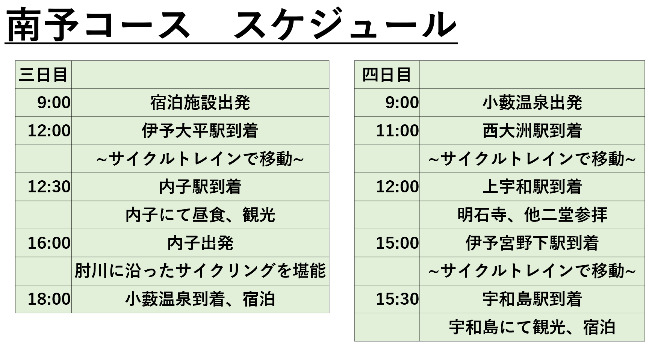 南予コース　スケジュール
三日目
9:00 宿泊施設出発
12:00 伊予大平駅到着
~サイクルトレインで移動~
12:30 内子駅到着
内子にて昼食、観光
16:00 内子出発
肘川に沿ったサイクリングを堪能
18:00 小薮温泉到着、宿泊
四日目
9:00 小薮温泉出発
11:00 西大洲駅到着
~サイクルトレインで移動~
12:00 上宇和駅到着
明石寺、他二堂参拝
15:00 伊予宮野下駅到着
~サイクルトレインで移動~
15:30 宇和島駅到着
宇和島にて観光、宿泊